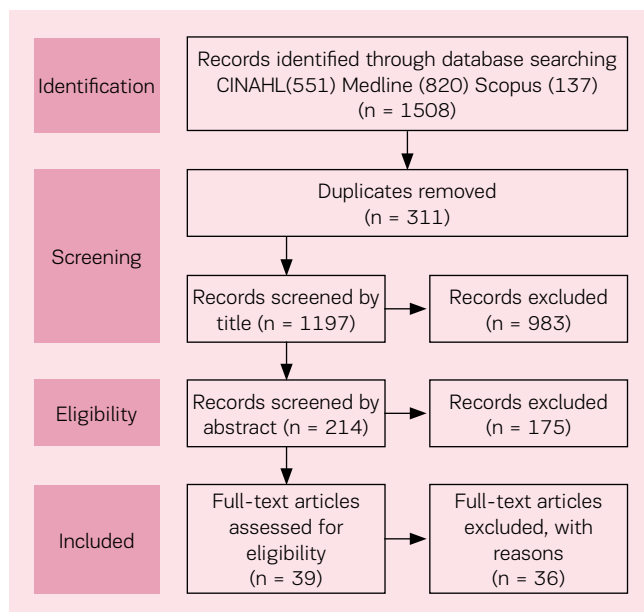 Identification
Records identified through database searching
CINAHL(551) Medline (820) Scopus (137)
(n = 1508)
Screening
Duplicates removed
(n = 311)
Records screened by
title (n = 1197)
Records excluded
(n = 983)
Eligibility
Records screened by
abstract (n = 214)
Records excluded
(n = 175)
Included
Full-text articles
assessed for
eligibility
(n = 39)
Full-text articles
excluded, with
reasons
(n = 36)